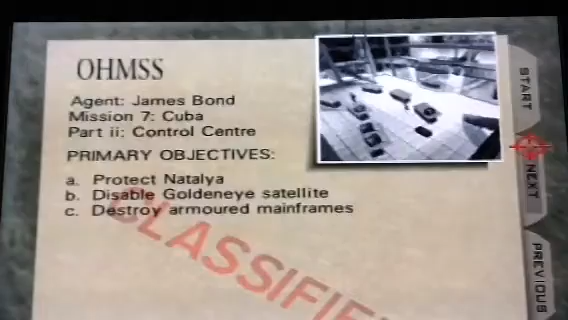 OHMSS
Agent: James Bond
Mission 7: Cuba
Part ii: Control Centre
PRIMARY OBJECTIVES:
a. Protect Natalya
b. Disable Goldeneye satellite
c. Destroy armoured mainframes
CLASSIFIE
START
NEXT
PREVIOUS